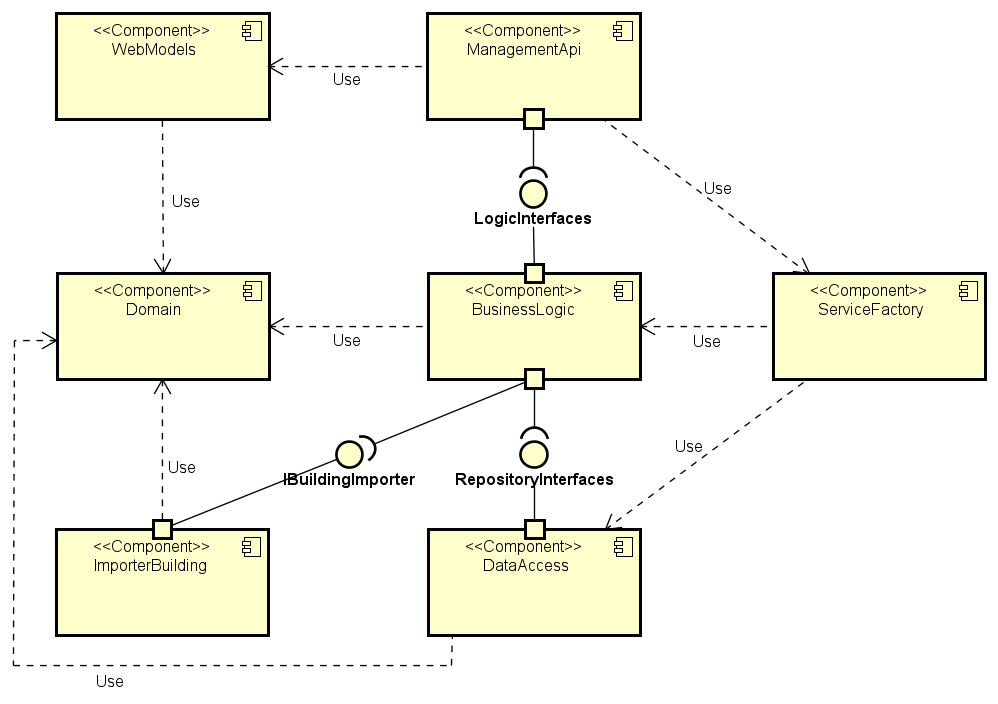 <<Component>>
WebModels
<<Component>>
ManagementApi
Use
Use
Use
LogicInterfaces
<<Component>>
Domain
<<Component>>
BusinessLogic
<<Component>>
ServiceFactory
Use
Use
Use
Use
IBuildingImporter
RepositoryInterfaces
<<Component>>
ImporterBuilding
<<Component>>
DataAccess
Use